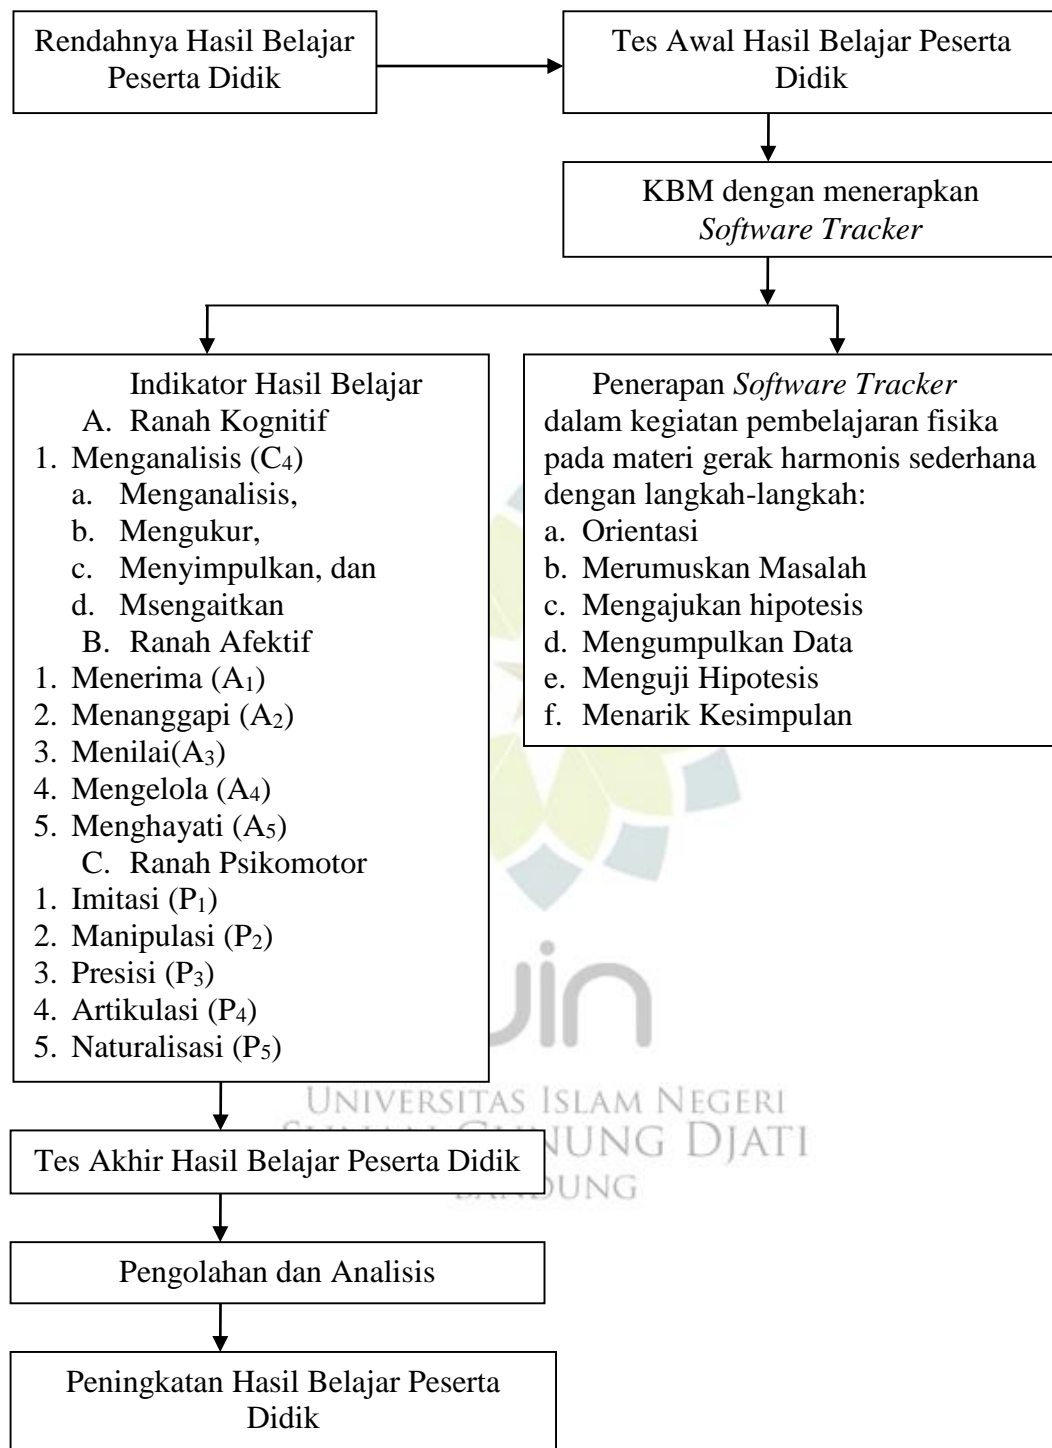 Rendahnya Hasil Belajar
Peserta Didik
Tes Awal Hasil Belajar Peserta
Didik
KBM dengan menerapkan
Software Tracker
Indikator Hasil Belajar
A. Ranah Kognitif
1. Menganalisis (C₄)
a. Menganalisis,
b. Mengukur,
c. Menyimpulkan, dan
d. Msengaitkan
B. Ranah Afektif
1. Menerima (A₁)
2. Menanggapi (A₂)
3. Menilai(A₃)
4. Mengelola (A₄)
5. Menghayati (A₅)
C. Ranah Psikomotor
1. Imitasi (P₁)
2. Manipulasi (P₂)
3. Presisi (P₃)
4. Artikulasi (P₄)
5. Naturalisasi (P₅)
Penerapan Software Tracker
dalam kegiatan pembelajaran fisika
pada materi gerak harmonis sederhana
dengan langkah-langkah:
a. Orientasi
b. Merumuskan Masalah
c. Mengajukan hipotesis
d. Mengumpulkan Data
e. Menguji Hipotesis
f. Menarik Kesimpulan
uin
UNIVERSITAS ISLAM NEGERI
SUNAN GUNUNG DJATI
BANDUNG
Tes Akhir Hasil Belajar Peserta Didik
Pengolahan dan Analisis
Peningkatan Hasil Belajar Peserta
Didik